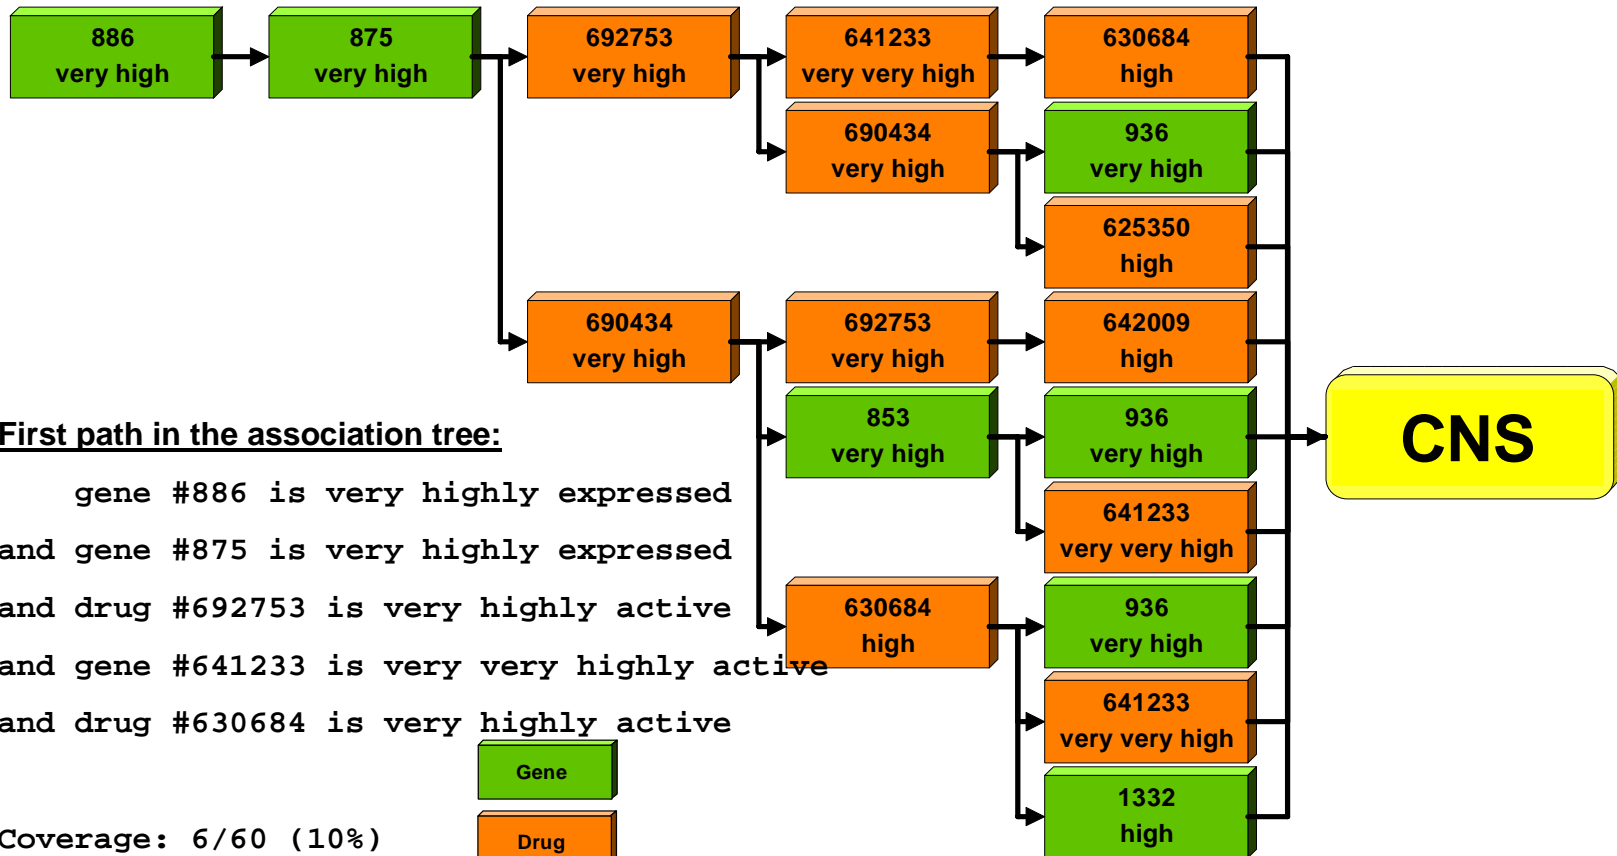 886
very high
875
very high
692753
very high
641233
very very high
630684
high
690434
very high
936
very high
625350
high
690434
very high
692753
very high
642009
high
853
very high
936
very high
641233
very very high
630684
high
936
very high
641233
very very high
1332
high
CNS
First path in the association tree:
gene #886 is very highly expressed
and gene #875 is very highly expressed
and drug #692753 is very highly active
and gene #641233 is very very highly active
and drug #630684 is very highly active
Gene
Drug
Coverage: 6/60 (10%)